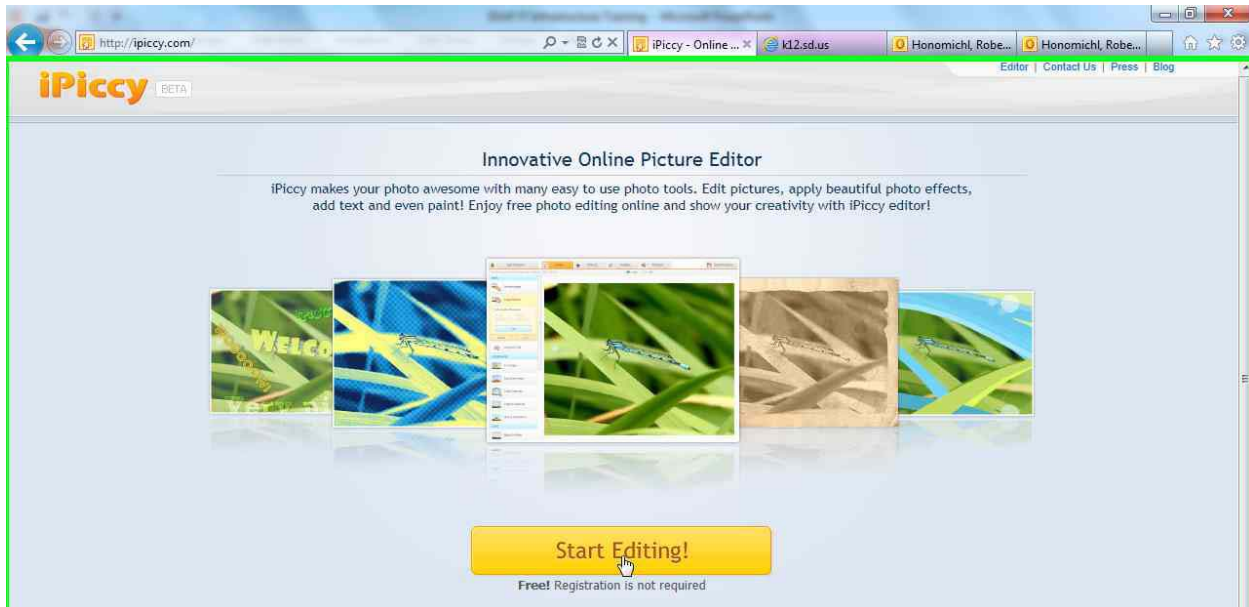 http://ipiccy.com/
iPiccy - Online ...
k12.sd.us
Honomichl, Robe...
Honomichl, Robe...
Editor | Contact Us | Press | Blog
iPiccy BETA
Innovative Online Picture Editor
iPiccy makes your photo awesome with many easy to use photo tools. Edit pictures, apply beautiful photo effects,
add text and even paint! Enjoy free photo editing online and show your creativity with iPiccy editor!
Start Editing!
Free! Registration is not required